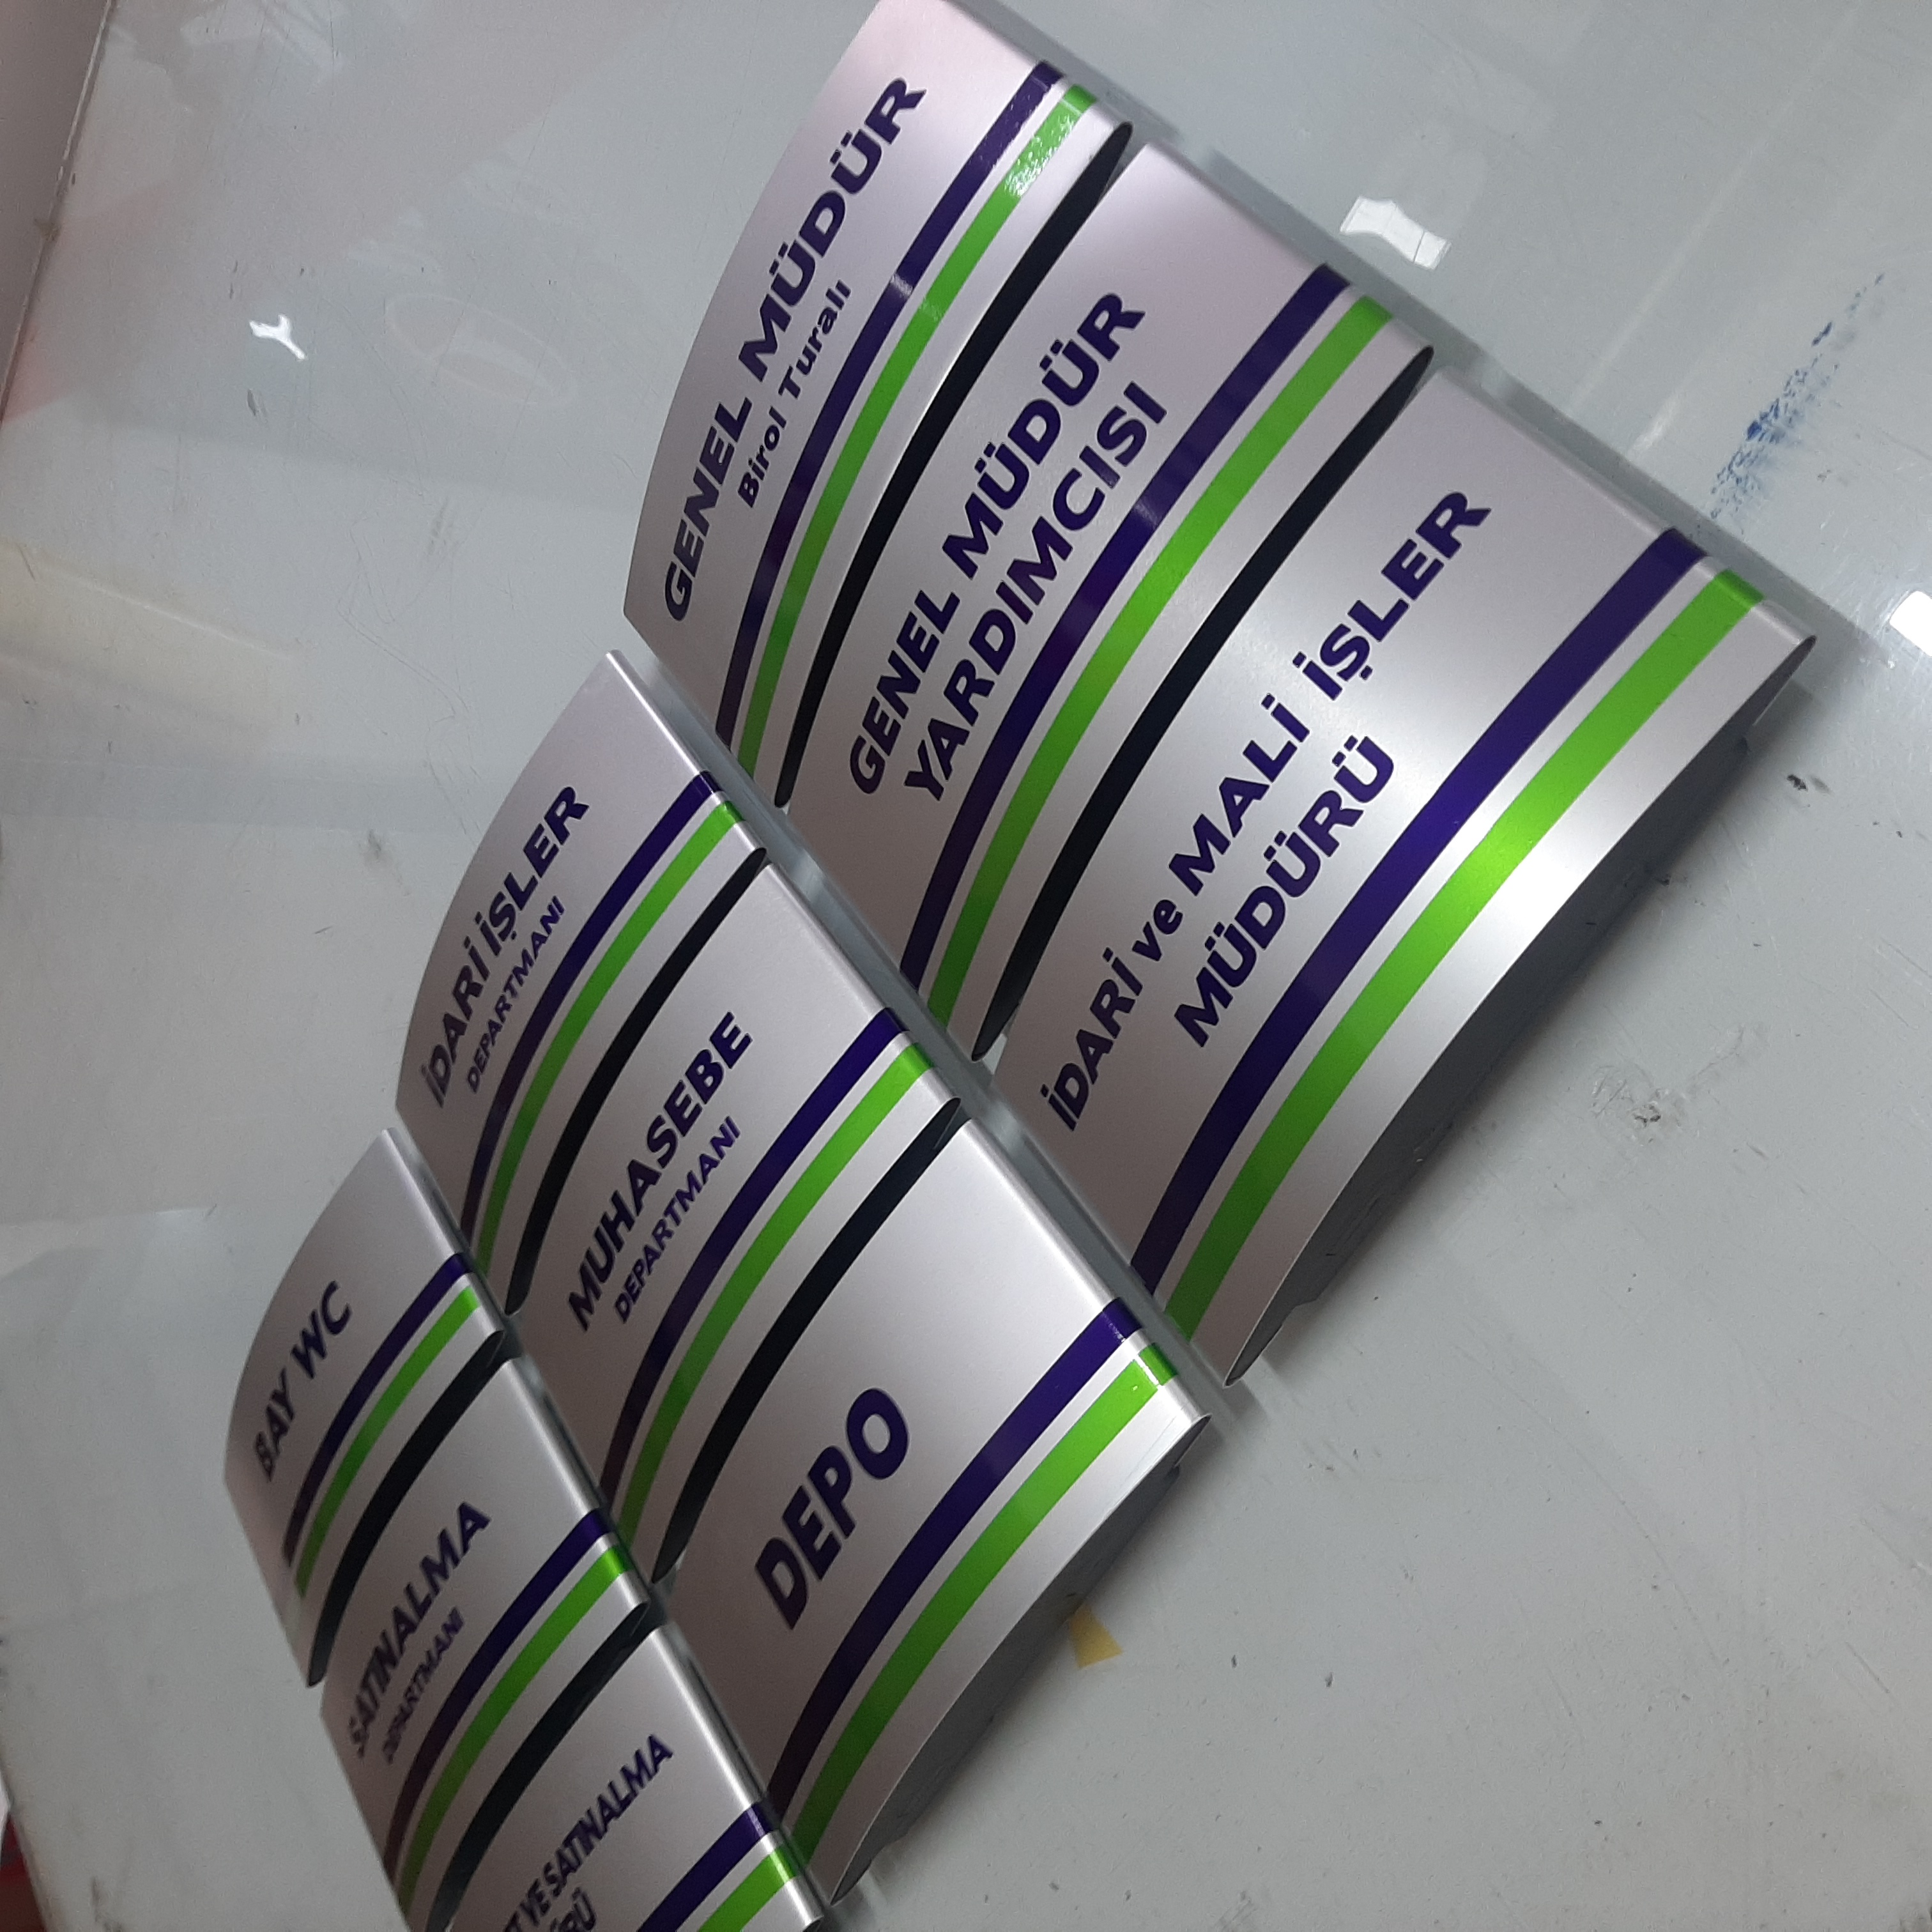 GENEL MÜDÜR
Birol Turalı
GENEL MÜDÜR
YARDIMCISI
İDARİ ve MALİ İŞLER
MÜDÜRÜ
İDARİ İŞLER
DEPARTMANI
MUHASEBE
DEPARTMANI
DEPO
BAY WC
SATINALMA
DEPARTMANI
VE SATINALMA